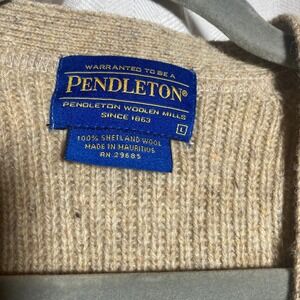 WARRANTED TO BE A
PENDLETON®
PENDLETON WOOLEN MILLS
SINCE 1863
L
100% SHETLAND WOOL
MADE IN MAURITIUS
RN 29685